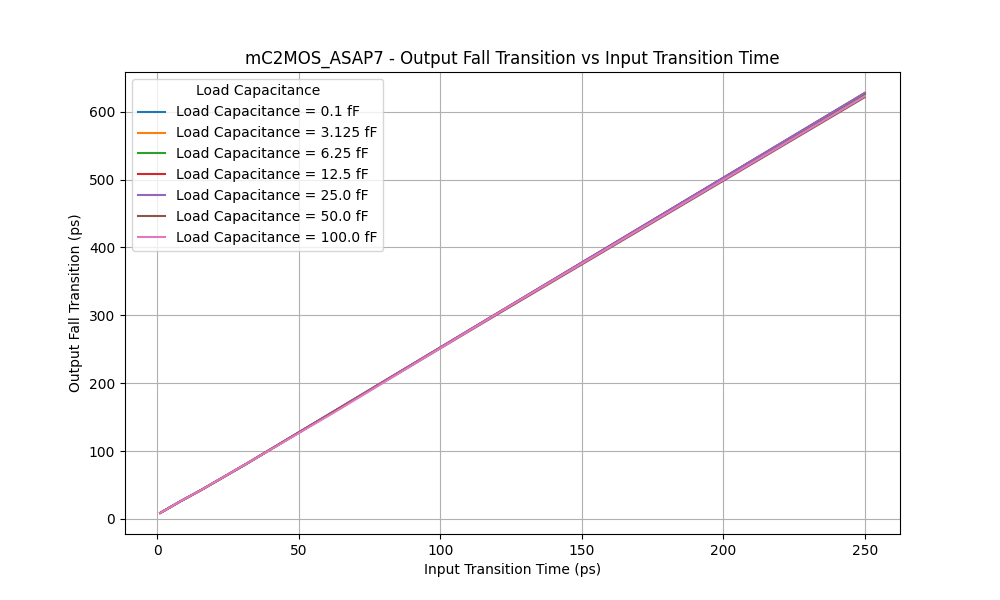 mC2MOS_ASAP7 - Output Fall Transition vs Input Transition Time
Load Capacitance
Load Capacitance = 0.1 fF
Load Capacitance = 3.125 fF
Load Capacitance = 6.25 fF
Load Capacitance = 12.5 fF
Load Capacitance = 25.0 fF
Load Capacitance = 50.0 fF
Load Capacitance = 100.0 fF
Output Fall Transition (ps)
600
500
400
300
200
100
0
0 50 100 150 200 250
Input Transition Time (ps)